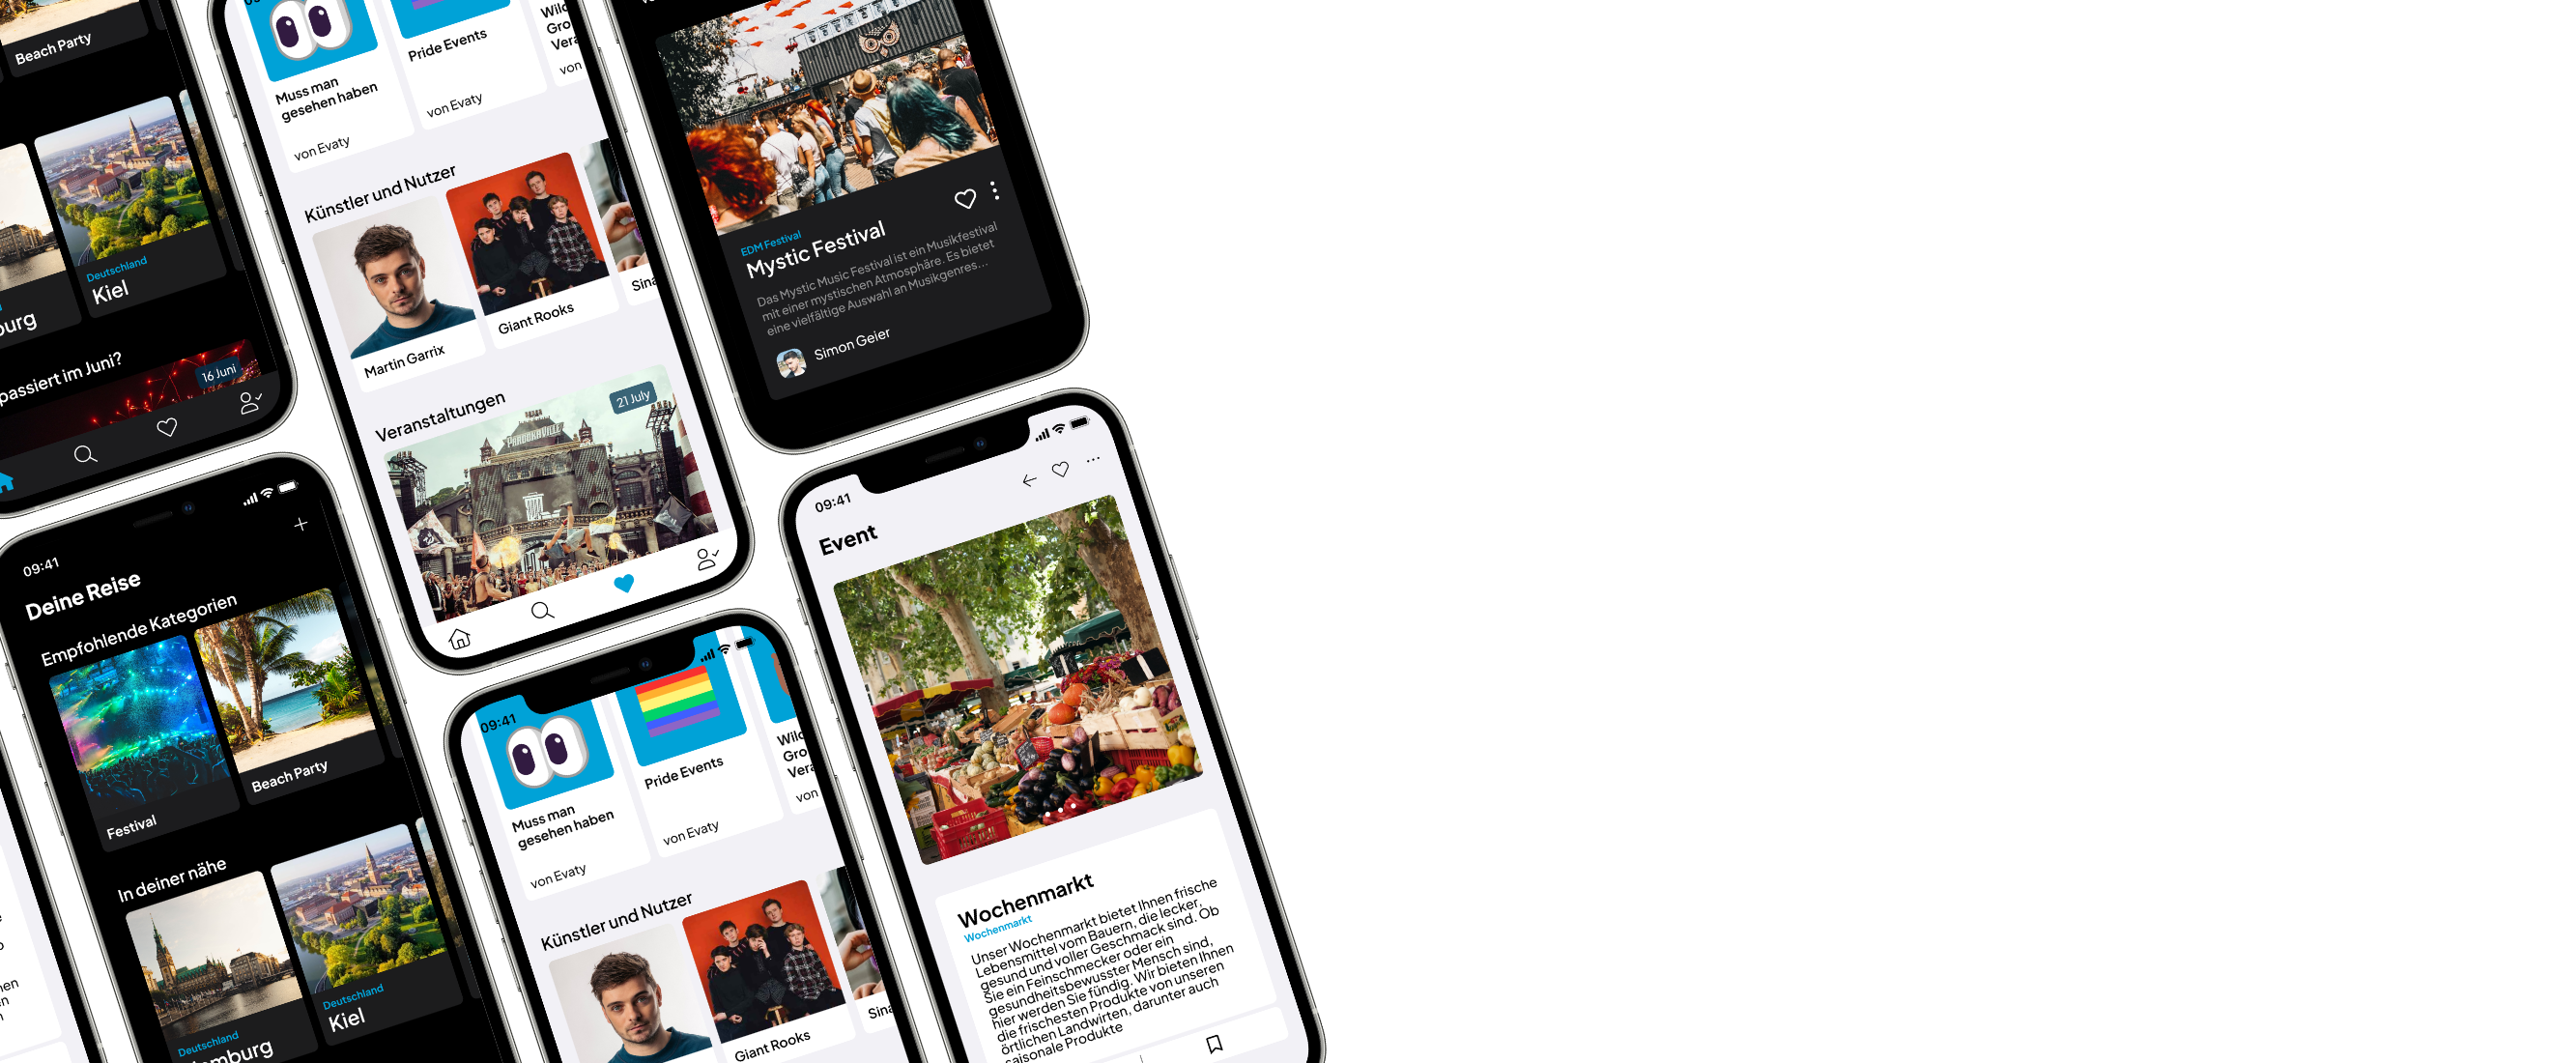 Beach Party
Deutschland
Kiel
burg
passiert im Juni?
16 Juni
Muss man
gesehen haben
von Evaty
Pride Events
von Evaty
Wild
Gro
Vera
von
Künstler und Nutzer
Martin Garrix
Giant Rooks
Sina
Veranstaltungen
21 July
PAROOKAVILLE
EDM Festival
Mystic Festival
Das Mystic Music Festival ist ein Musikfestival
mit einer mystischen Atmosphäre. Es bietet
eine vielfältige Auswahl an Musikgenres...
Simon Geier
09:41
Deine Reise
Empfohlende Kategorien
Festival
Beach Party
In deiner nähe
Deutschland
mburg
Deutschland
Kiel
09:41
Muss man
gesehen haben
von Evaty
Pride Events
von Evaty
Wild
Gro
Vera
von
Künstler und Nutzer
Giant Rooks
Sina
09:41
Event
Wochenmarkt
Wochenmarkt
Unser Wochenmarkt bietet Ihnen frische
Lebensmittel vom Bauern, die lecker,
gesund und voller Geschmack sind. Ob
Sie ein Feinschmecker oder ein
gesundheitsbewusster Mensch sind,
hier werden Sie fündig. Wir bieten Ihnen
die frischesten Produkte von unseren
örtlichen Landwirten, darunter auch
saisonale Produkte